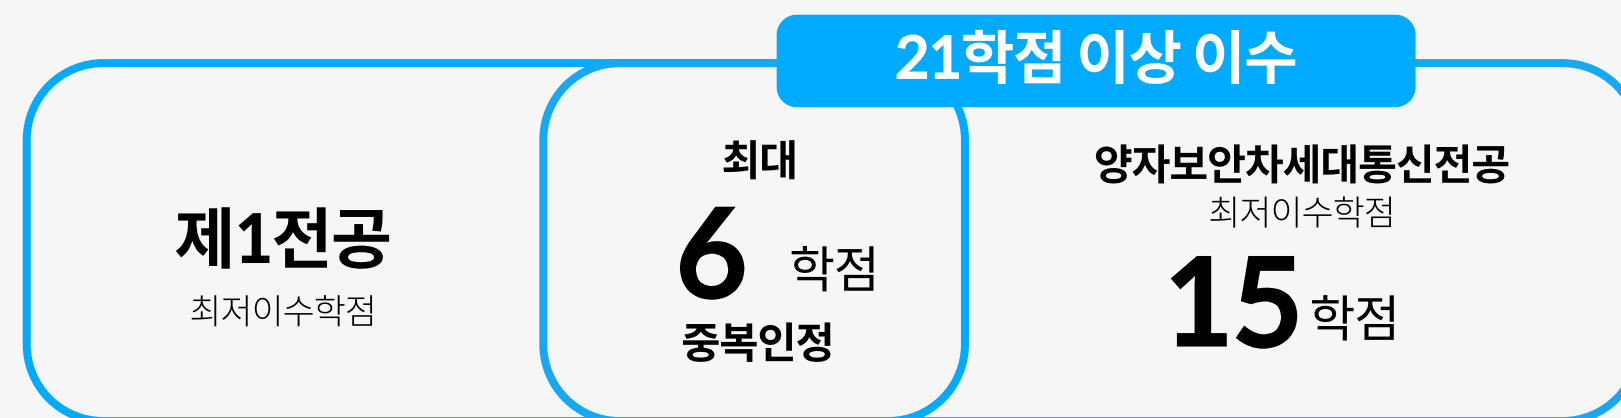 21학점 이상 이수
제1전공
최저이수학점
최대
6 학점
중복인정
양자보안차세대통신전공
최저이수학점
15 학점